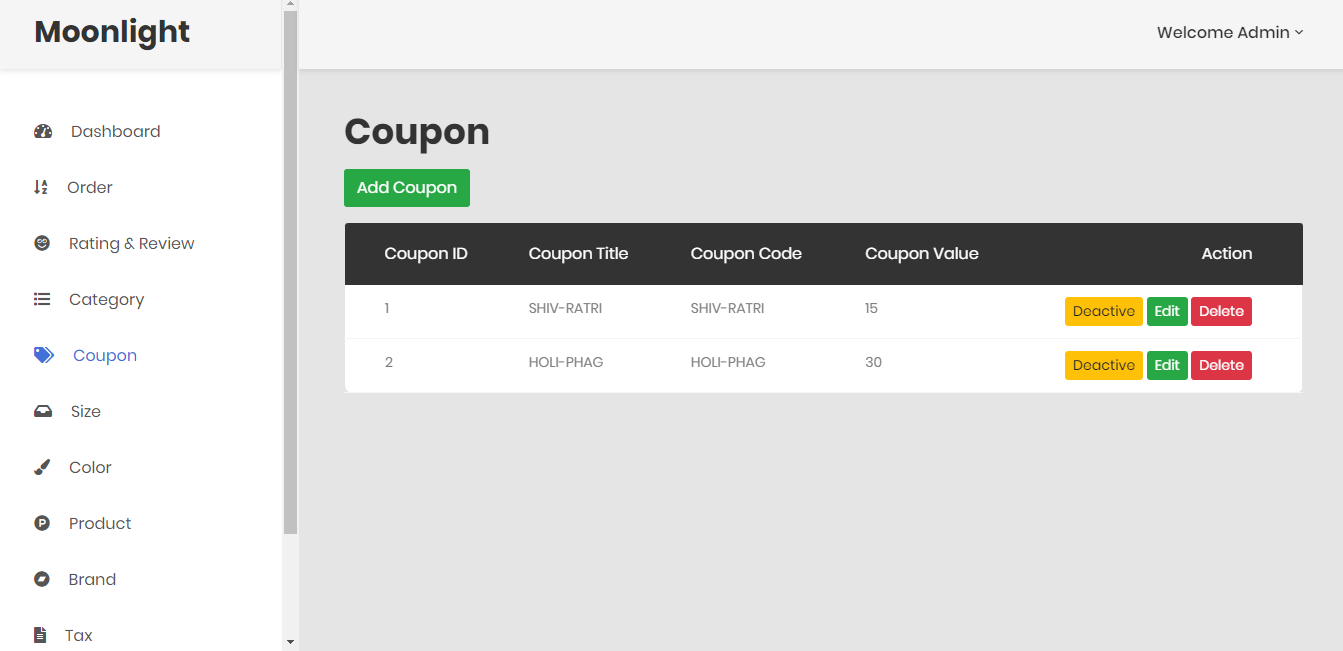 Moonlight
Welcome Admin
Dashboard
Order
Rating & Review
Category
Coupon
Size
Color
Product
Brand
Tax
Coupon
Add Coupon
Coupon ID Coupon Title Coupon Code Coupon Value Action
1 SHIV-RATRI SHIV-RATRI 15 Deactive Edit Delete
2 HOLI-PHAG HOLI-PHAG 30 Deactive Edit Delete